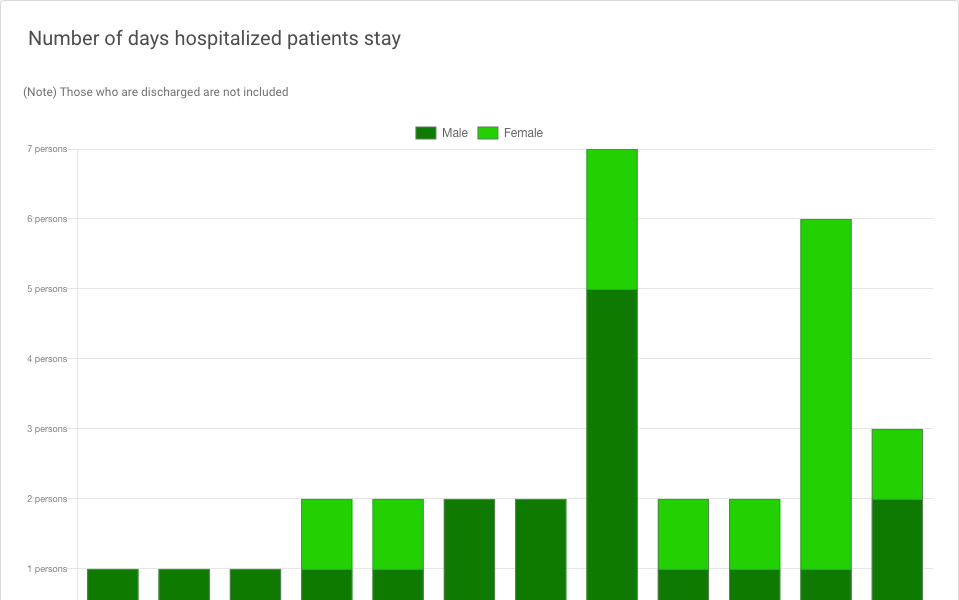 Number of days hospitalized patients stay
(Note) Those who are discharged are not included
Male Female
7 persons
6 persons
5 persons
4 persons
3 persons
2 persons
1 persons